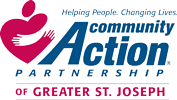 Helping People. Changing Lives.
community
Action
PARTNERSHIP
OF GREATER ST. JOSEPH